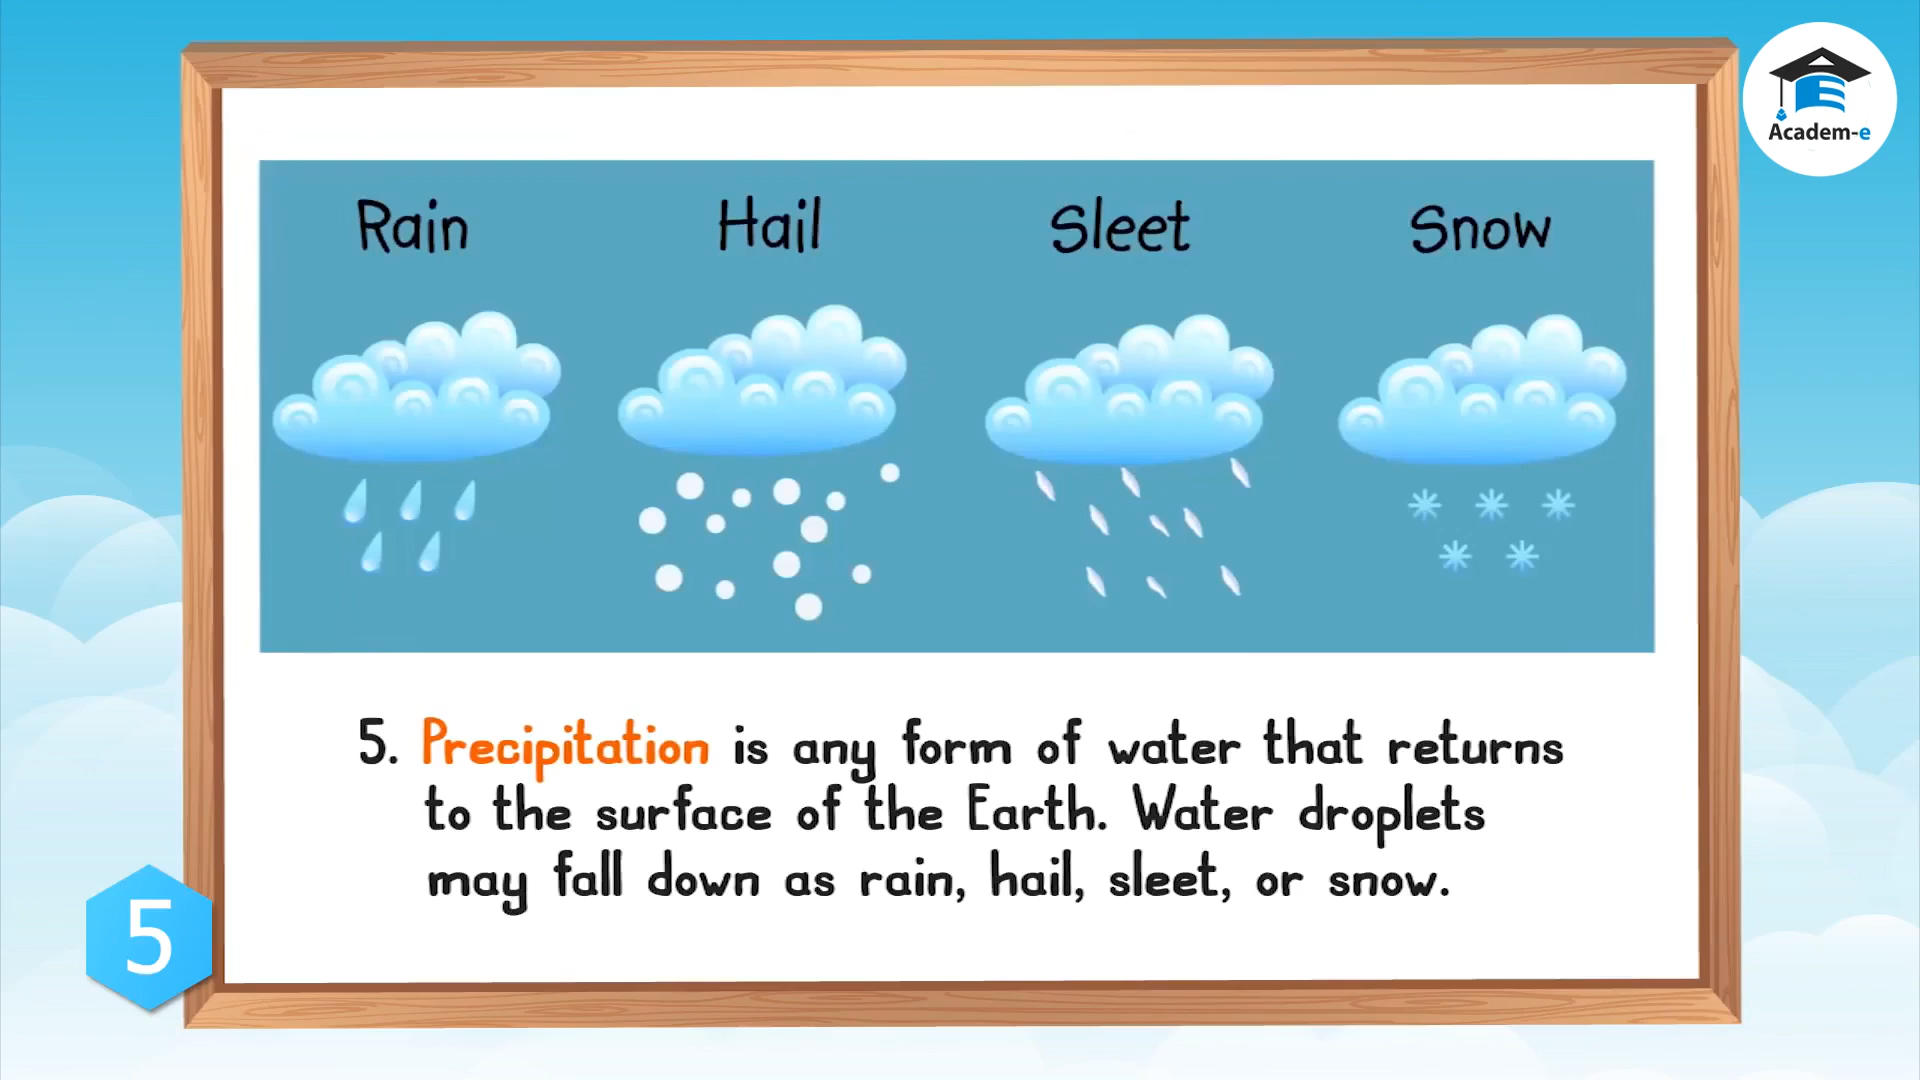 Academ-e
Rain
Hail
Sleet
Snow
5. Precipitation is any form of water that returns
to the surface of the Earth. Water droplets
may fall down as rain, hail, sleet, or snow.
5